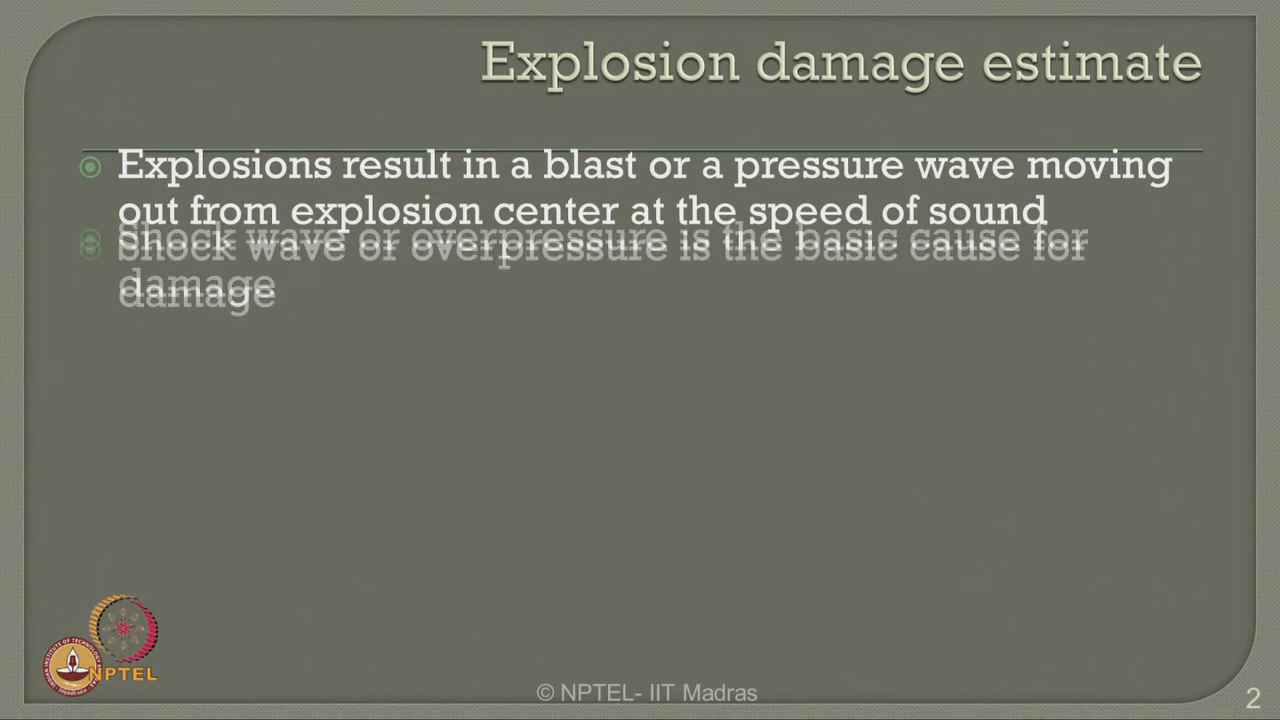 Explosion damage estimate
Explosions result in a blast or a pressure wave moving
out from explosion center at the speed of sound
Shock wave or overpressure is the basic cause for
damage
NPTEL
© NPTEL- IIT Madras
2